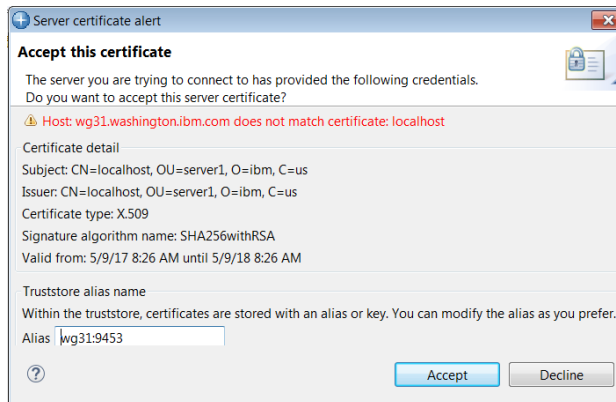 Server certificate alert
Accept this certificate
The server you are trying to connect to has provided the following credentials.
Do you want to accept this server certificate?
Host: wg31.washington.ibm.com does not match certificate: localhost
Certificate detail
Subject: CN=localhost, OU=server1, O=ibm, C=us
Issuer: CN=localhost, OU=server1, O=ibm, C=us
Certificate type: X.509
Signature algorithm name: SHA256withRSA
Valid from: 5/9/17 8:26 AM until 5/9/18 8:26 AM
Truststore alias name
Within the truststore, certificates are stored with an alias or key. You can modify the alias as you prefer.
Alias wg31:9453
? Accept Decline